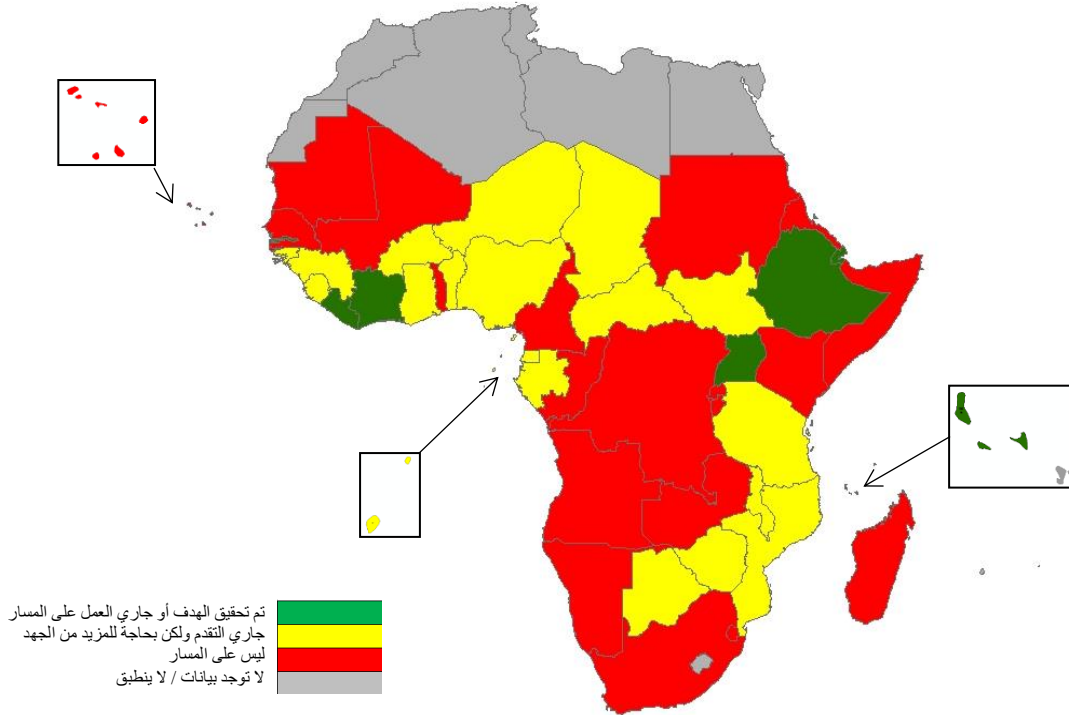 تم تحقيق الهدف أو جاري العمل على المسار
جاري التقدم ولكن بحاجة للمزيد من الجهد
ليس على المسار
لا توجد بيانات / لا ينطبق